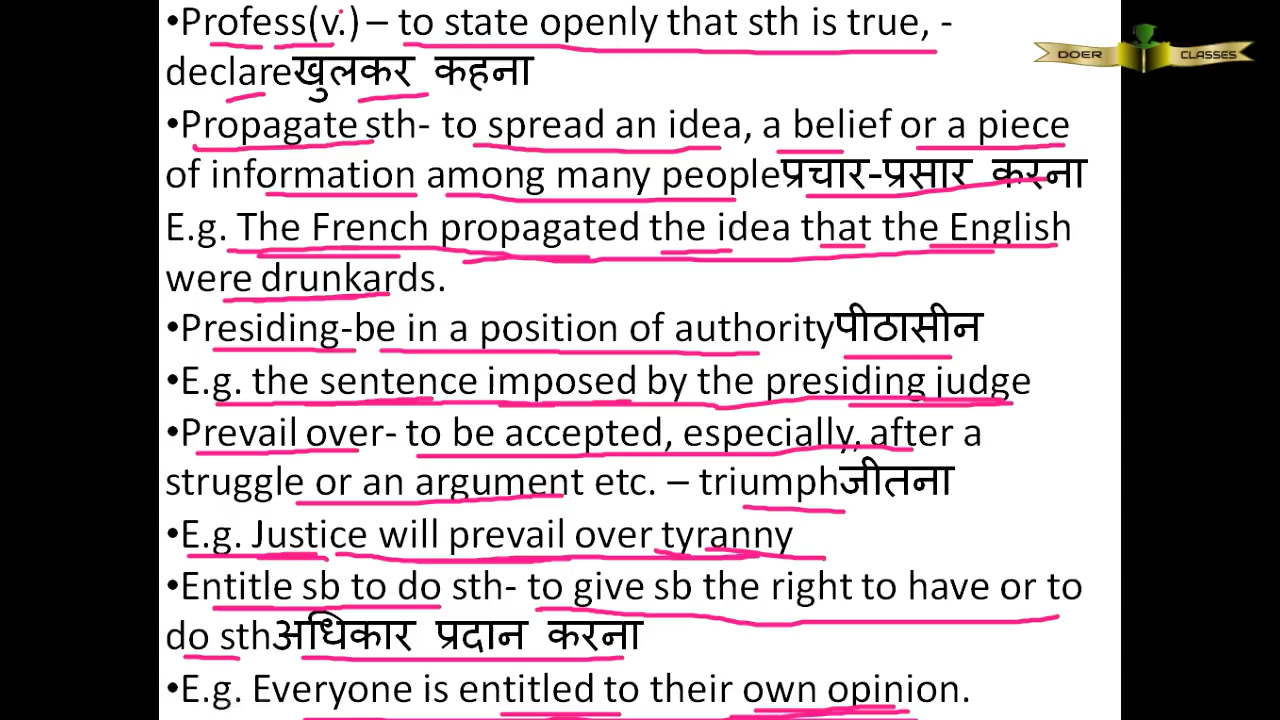 •Profess(v.) – to state openly that sth is true, -
declareखुलकर कहना
•Propagate sth- to spread an idea, a belief or a piece
of information among many peopleप्रचार-प्रसार करना
E.g. The French propagated the idea that the English
were drunkards.
•Presiding-be in a position of authorityपीठासीन
•E.g. the sentence imposed by the presiding judge
•Prevail over- to be accepted, especially, after a
struggle or an argument etc. – triumphजीतना
•E.g. Justice will prevail over tyranny
•Entitle sb to do sth- to give sb the right to have or to
do sthअधिकार प्रदान करना
•E.g. Everyone is entitled to their own opinion.
DOER CLASSES